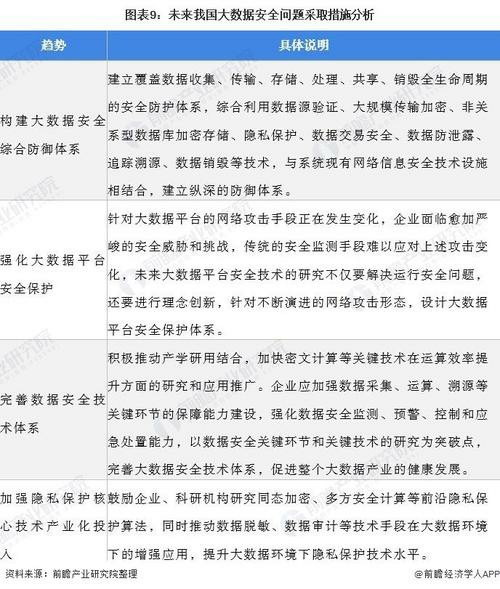 图表9：未来我国大数据安全问题采取措施分析
趋势
具体说明
构建大数据安全
综合防御体系
建立覆盖数据收集、传输、存储、处理、共享、销毁全生命周期
的安全防护体系，综合利用数据源验证、大规模传输加密、非关
系型数据库加密存储、隐私保护、数据交易安全、数据防泄露、
追踪溯源、数据销毁等技术，与系统现有网络信息安全技术设施
相结合，建立纵深的防御体系。
强化大数据平台
安全保护
针对大数据平台的网络攻击手段正在发生变化，企业面临愈加严
峻的安全威胁和挑战，传统的安全监测手段难以应对上述攻击变
化，未来大数据平台安全技术的研究不仅要解决运行安全问题，
还要进行理念创新，针对不断演进的网络攻击形态，设计大数据
平台安全保护体系。
完善数据安全技
术体系
积极推动产学研用结合，加快密文计算等关键技术在运算效率提
升方面的研究和应用推广。企业应加强数据采集、运算、溯源等
关键环节的保障能力建设，强化数据安全监测、预警、控制和应
急处置能力，以数据安全关键环节和关键技术的研究为突破点，
完善大数据安全技术体系，促进整个大数据产业的健康发展。
加强隐私保护核
心技术产业化投
入
鼓励企业、科研机构研究同态加密、多方安全计算等前沿隐私保
护算法，同时推动数据脱敏、数据审计等技术手段在大数据环境
下的增强应用，提升大数据环境下隐私保护技术水平。
资料来源：前瞻产业研究院整理
@前瞻经济学人APP